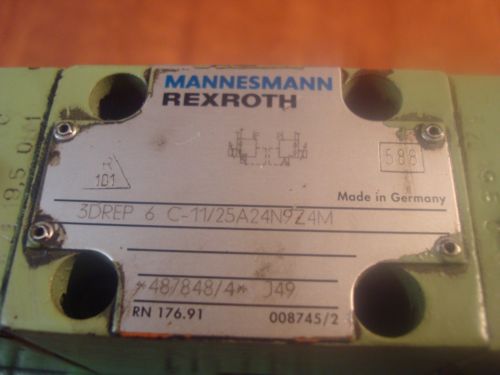 MANNESMANN
REXROTH
R
101
588
Made in Germany
3DREP 6 C-11/25A24N9Z4M
*48/848/4* J49
RN 176.91 008745/2